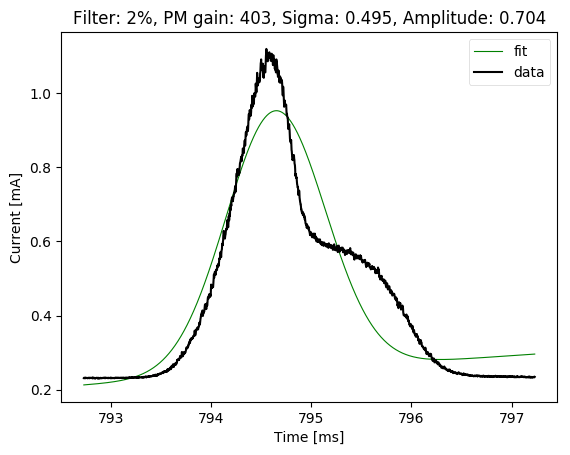 Filter: 2%, PM gain: 403, Sigma: 0.495, Amplitude: 0.704
fit
data
Current [mA]
1.0
0.8
0.6
0.4
0.2
793 794 795 796 797
Time [ms]